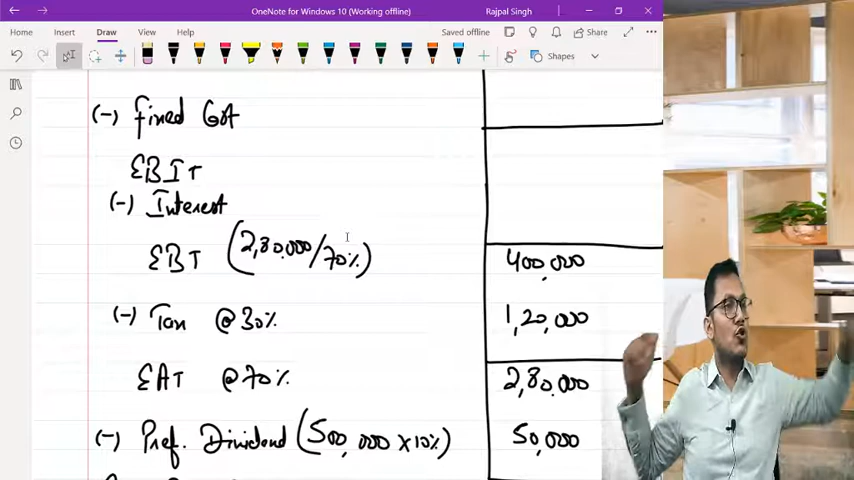 OneNote for Windows 10 (Working offline)
Rajpal Singh
Home Insert Draw View Help
Saved offline
Share
Shapes
(-) Fixed Cost
EBIT
(-) Interest
EBT (2,80,000/70%) 400,000
(-) Tax @30% 1,20,000
EAT @70% 2,80,000
(-) Pref. Dividend (500,000 x 10%) 50,000